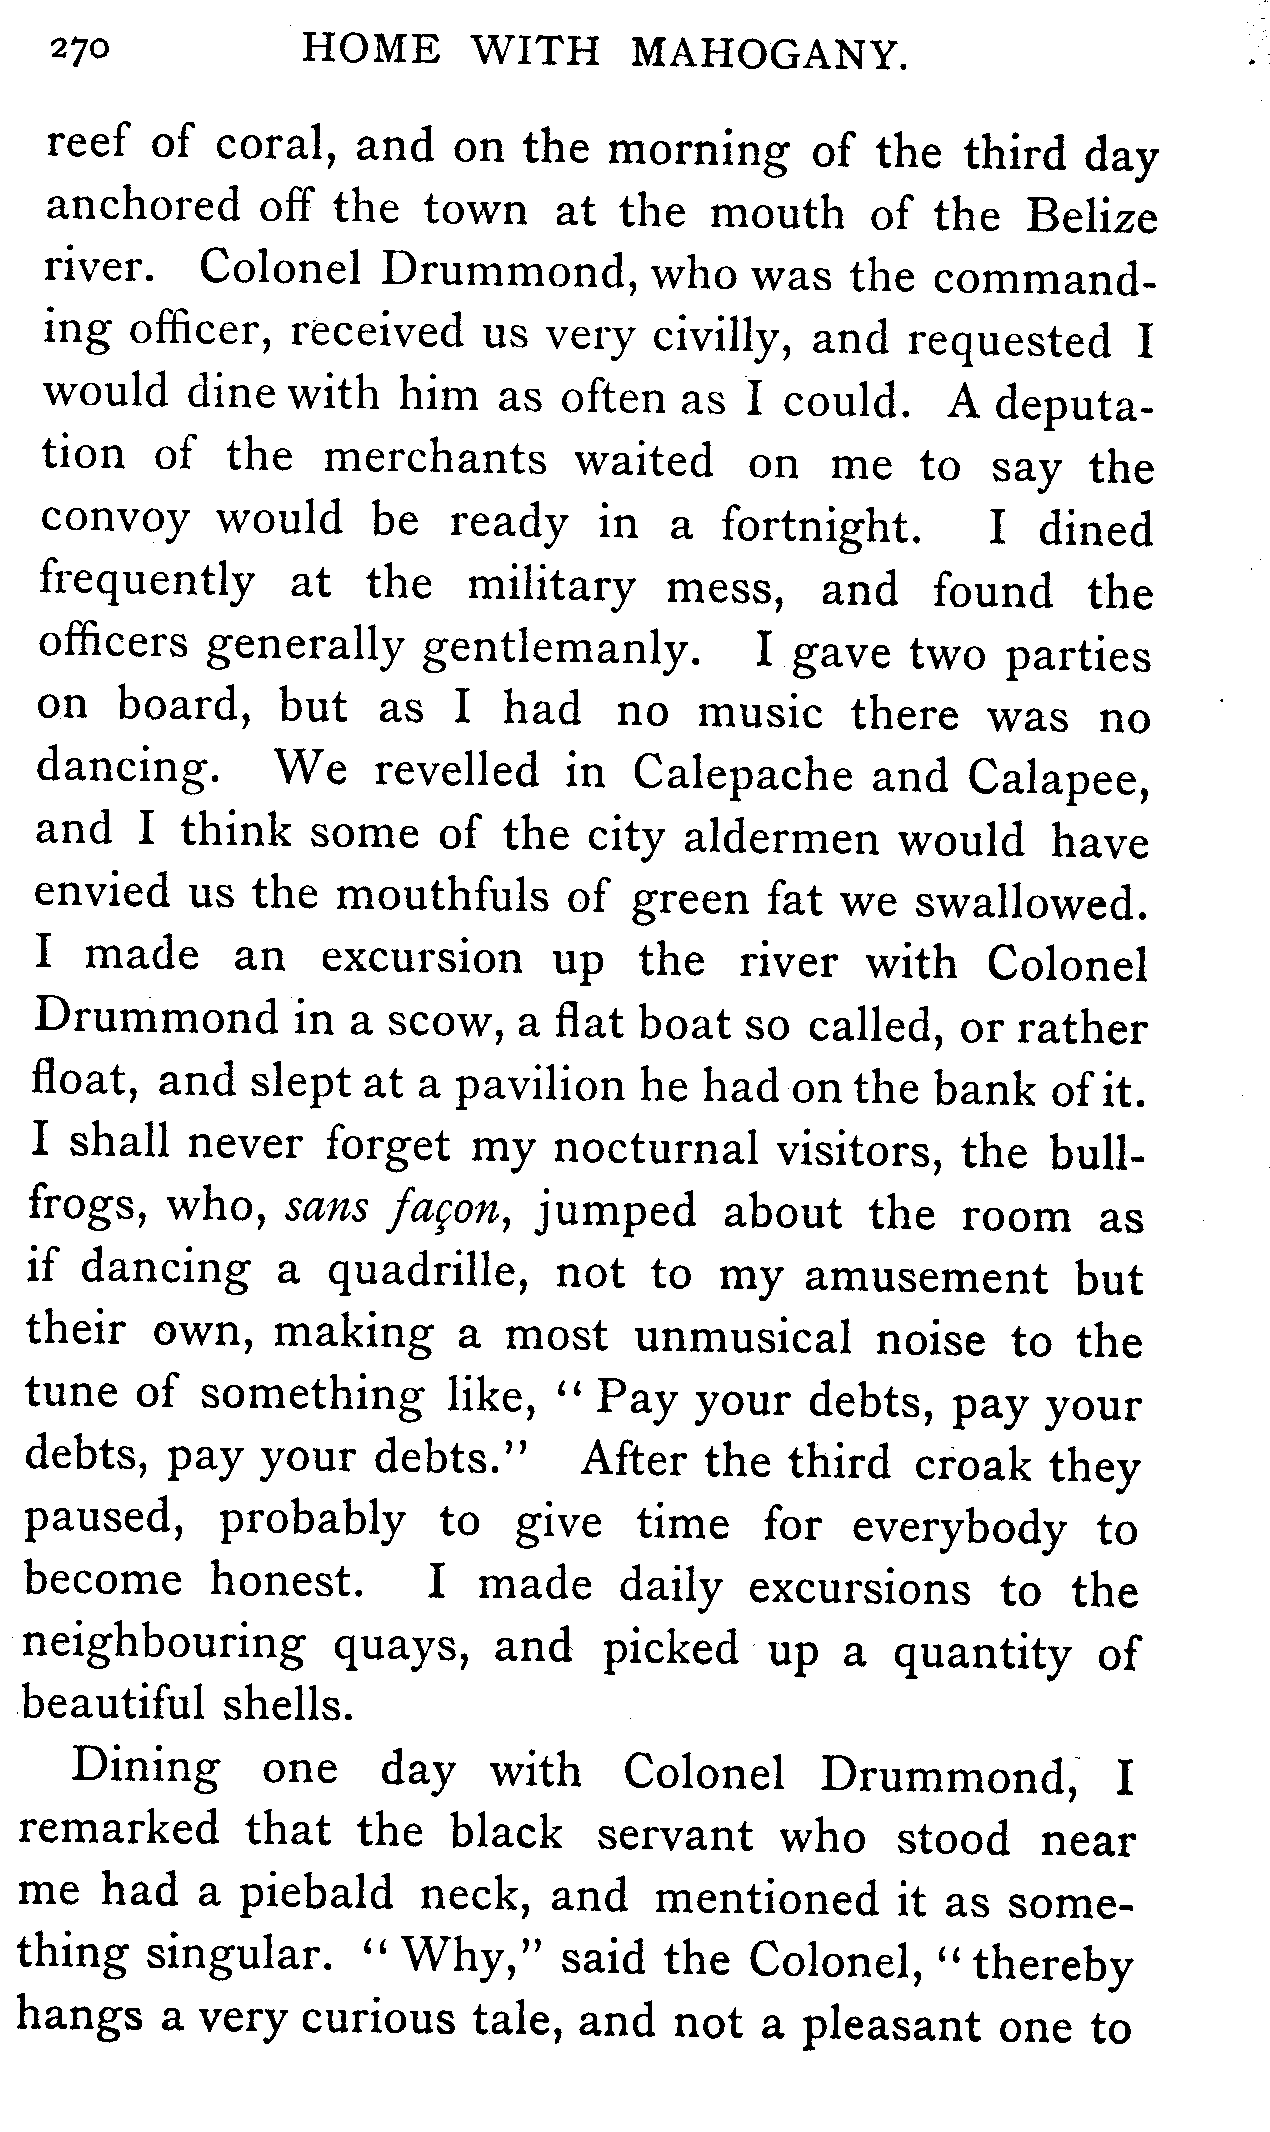 270 HOME WITH MAHOGANY.
reef of coral, and on the morning of the third day
anchored off the town at the mouth of the Belize
river. Colonel Drummond, who was the command-
ing officer, received us very civilly, and requested I
would dine with him as often as I could. A deputa-
tion of the merchants waited on me to say the
convoy would be ready in a fortnight. I dined
frequently at the military mess, and found the
officers generally gentlemanly. I gave two parties
on board, but as I had no music there was no
dancing. We revelled in Calepache and Calapee,
and I think some of the city aldermen would have
envied us the mouthfuls of green fat we swallowed.
I made an excursion up the river with Colonel
Drummond in a scow, a flat boat so called, or rather
float, and slept at a pavilion he had on the bank of it.
I shall never forget my nocturnal visitors, the bull-
frogs, who, sans façon, jumped about the room as
if dancing a quadrille, not to my amusement but
their own, making a most unmusical noise to the
tune of something like, “ Pay your debts, pay your
debts, pay your debts.” After the third croak they
paused, probably to give time for everybody to
become honest. I made daily excursions to the
neighbouring quays, and picked up a quantity of
beautiful shells.
Dining one day with Colonel Drummond, I
remarked that the black servant who stood near
me had a piebald neck, and mentioned it as some-
thing singular. “ Why,” said the Colonel, “ thereby
hangs a very curious tale, and not a pleasant one to